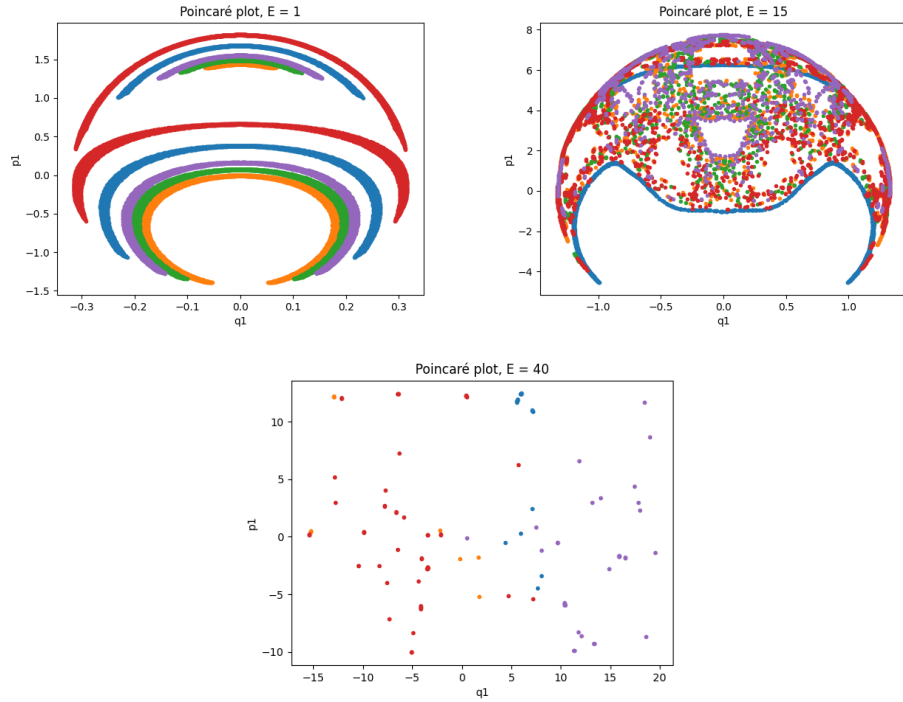 Poincaré plot, E = 1
p1
1.5
1.0
0.5
0.0
−0.5
−1.0
−1.5
−0.3 −0.2 −0.1 0.0 0.1 0.2 0.3
q1
Poincaré plot, E = 15
p1
8
6
4
2
0
−2
−4
−1.0 −0.5 0.0 0.5 1.0
q1
Poincaré plot, E = 40
p1
10
5
0
−5
−10
−15 −10 −5 0 5 10 15 20
q1